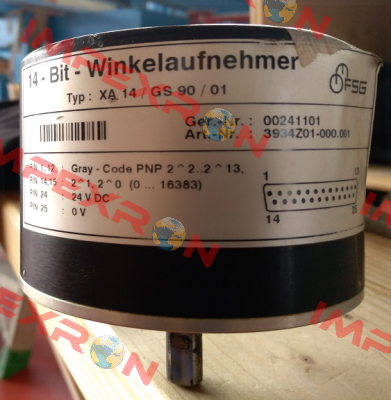 14 - Bit - Winkelaufnehmer
FSG
Typ : XA 14 / GS 90 / 01
Ger.-Nr. : 00241101
Art.-Nr. : 3934Z01-000.001
PIN 1..12 : Gray - Code PNP 2^2..2^13,
PIN 14,15 : 2^1, 2^0 (0 ... 16383)
PIN 24 : 24 V DC
PIN 25 : 0 V
1 13
14 25
IMPEXRON
IMPEXRON
IMPEXRON
IMPEXRON